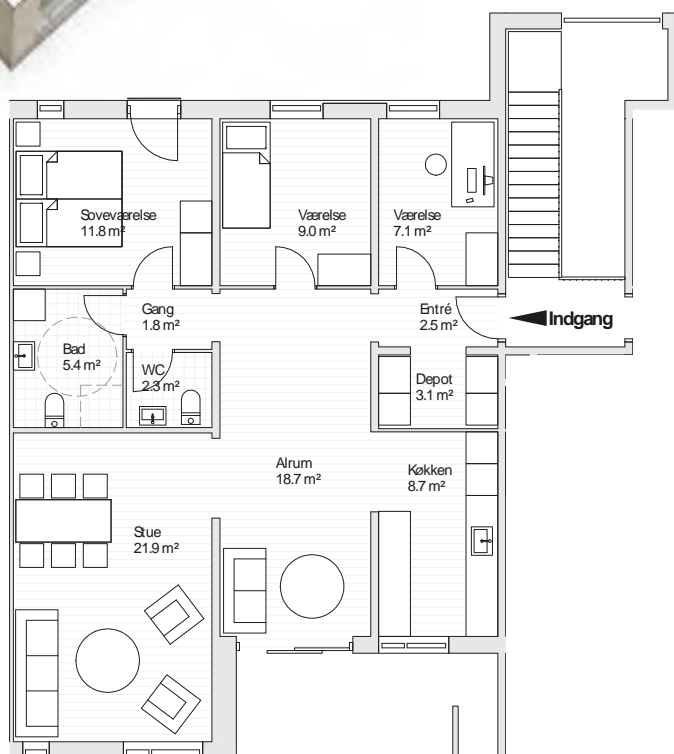 Soveværelse
11.8 m²
Værelse
9.0 m²
Værelse
7.1 m²
Gang
1.8 m²
Entré
2.5 m²
Indgang
Bad
5.4 m²
WC
2.3 m²
Depot
3.1 m²
Alrum
18.7 m²
Køkken
8.7 m²
Stue
21.9 m²